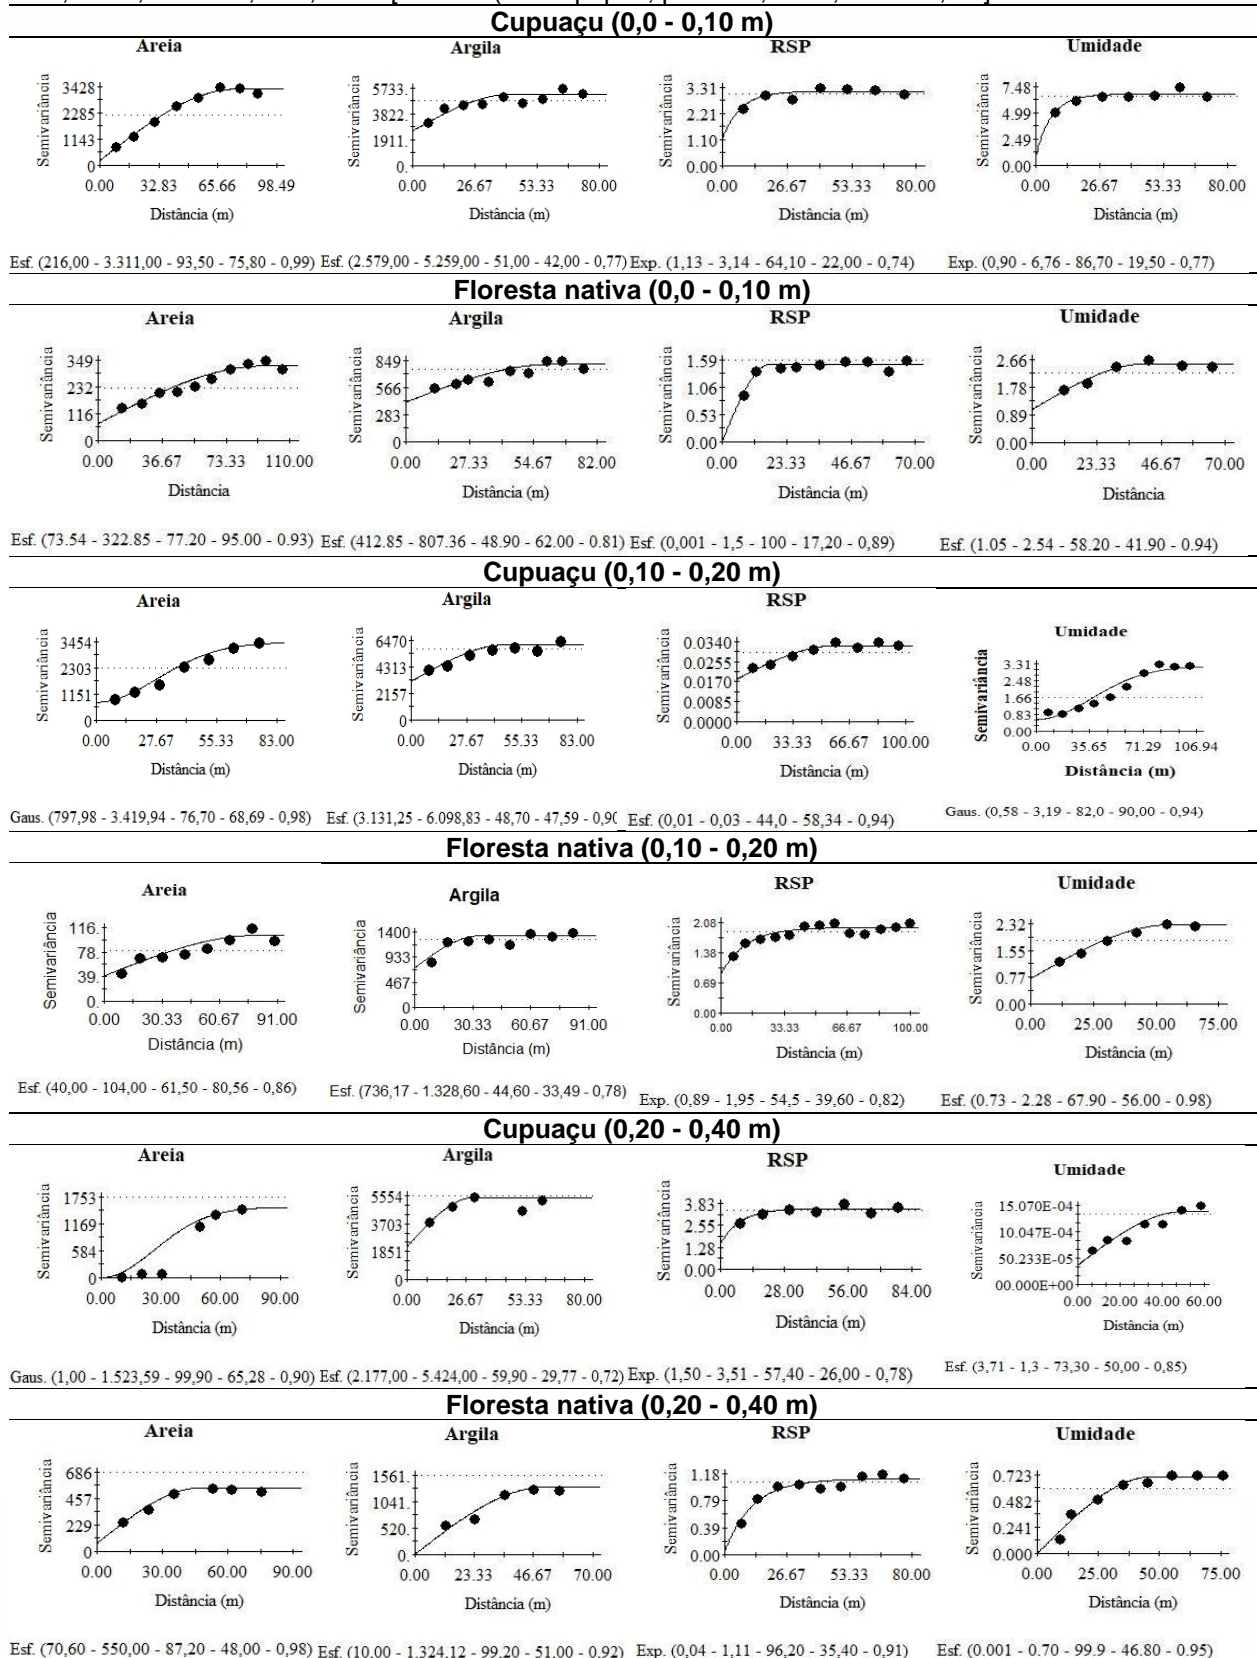 Cupuaçu (0,0 - 0,10 m)
Areia Argila RSP Umidade
Semivariância 3428 2285 1143 0 0.00 32.83 65.66 98.49 Distância (m)
Semivariância 5733. 3822. 1911. 0. 0.00 26.67 53.33 80.00 Distância (m)
Semivariância 3.31 2.21 1.10 0.00 0.00 26.67 53.33 80.00 Distância (m)
Semivariância 7.48 4.99 2.49 0.00 0.00 26.67 53.33 80.00 Distância (m)
Esf. (216,00 - 3.311,00 - 93,50 - 75,80 - 0,99) Esf. (2.579,00 - 5.259,00 - 51,00 - 42,00 - 0,77) Exp. (1,13 - 3,14 - 64,10 - 22,00 - 0,74) Exp. (0,90 - 6,76 - 86,70 - 19,50 - 0,77)
Floresta nativa (0,0 - 0,10 m)
Areia Argila RSP Umidade
Semivariância 349 232 116 0 0.00 36.67 73.33 110.00 Distância
Semivariância 849 566 283 0 0.00 27.33 54.67 82.00 Distância (m)
Semivariância 1.59 1.06 0.53 0.00 0.00 23.33 46.67 70.00 Distância (m)
Semivariância 2.66 1.78 0.89 0.00 0.00 23.33 46.67 70.00 Distância
Esf. (73.54 - 322.85 - 77.20 - 95.00 - 0.93) Esf. (412.85 - 807.36 - 48.90 - 62.00 - 0.81) Esf. (0,001 - 1,5 - 100 - 17,20 - 0,89) Esf. (1.05 - 2.54 - 58.20 - 41.90 - 0.94)
Cupuaçu (0,10 - 0,20 m)
Areia Argila RSP Umidade
Semivariância 3454 2303 1151 0 0.00 27.67 55.33 83.00 Distância (m)
Semivariância 6470 4313 2157 0 0.00 27.67 55.33 83.00 Distância (m)
Semivariância 0.0340 0.0255 0.0170 0.0085 0.0000 0.00 33.33 66.67 100.00 Distância (m)
Semivariância 3.31 2.48 1.66 0.83 0.00 0.00 35.65 71.29 106.94 Distância (m)
Gaus. (797,98 - 3.419,94 - 76,70 - 68,69 - 0,98) Esf. (3.131,25 - 6.098,83 - 48,70 - 47,59 - 0,90 Esf. (0,01 - 0,03 - 44,0 - 58,34 - 0,94) Gaus. (0,58 - 3,19 - 82,0 - 90,00 - 0,94)
Floresta nativa (0,10 - 0,20 m)
Areia Argila RSP Umidade
Semivariância 116. 78. 39. 0. 0.00 30.33 60.67 91.00 Distância (m)
Semivariância 1400 933 467 0 0.00 30.33 60.67 91.00 Distância (m)
Semivariância 2.08 1.38 0.69 0.00 0.00 33.33 66.67 100.00 Distância (m)
Semivariância 2.32 1.55 0.77 0.00 0.00 25.00 50.00 75.00 Distância (m)
Esf. (40,00 - 104,00 - 61,50 - 80,56 - 0,86) Esf. (736,17 - 1.328,60 - 44,60 - 33,49 - 0,78) Exp. (0,89 - 1,95 - 54,5 - 39,60 - 0,82) Esf. (0.73 - 2.28 - 67.90 - 56.00 - 0.98)
Cupuaçu (0,20 - 0,40 m)
Areia Argila RSP Umidade
Semivariância 1753 1169 584 0 0.00 30.00 60.00 90.00 Distância (m)
Semivariância 5554 3703 1851 0 0.00 26.67 53.33 80.00 Distância (m)
Semivariância 3.83 2.55 1.28 0.00 0.00 28.00 56.00 84.00 Distância (m)
Semivariância 15.070E-04 10.047E-04 50.233E-05 00.000E+00 0.00 20.00 40.00 60.00 Distância (m)
Gaus. (1,00 - 1.523,59 - 99,90 - 65,28 - 0,90) Esf. (2.177,00 - 5.424,00 - 59,90 - 29,77 - 0,72) Exp. (1,50 - 3,51 - 57,40 - 26,00 - 0,78) Esf. (3,71 - 1,3 - 73,30 - 50,00 - 0,85)
Floresta nativa (0,20 - 0,40 m)
Areia Argila RSP Umidade
Semivariância 686 457 229 0 0.00 30.00 60.00 90.00 Distância (m)
Semivariância 1561. 1041. 520. 0. 0.00 23.33 46.67 70.00 Distância (m)
Semivariância 1.18 0.79 0.39 0.00 0.00 26.67 53.33 80.00 Distância (m)
Semivariância 0.723 0.482 0.241 0.000 0.00 25.00 50.00 75.00 Distância (m)
Esf. (70,60 - 550,00 - 87,20 - 48,00 - 0,98) Esf. (10.00 - 1.324.12 - 99.20 - 51.00 - 0.92) Exp. (0,04 - 1,11 - 96,20 - 35,40 - 0,91) Esf. (0.001 - 0.70 - 99.9 - 46.80 - 0.95)